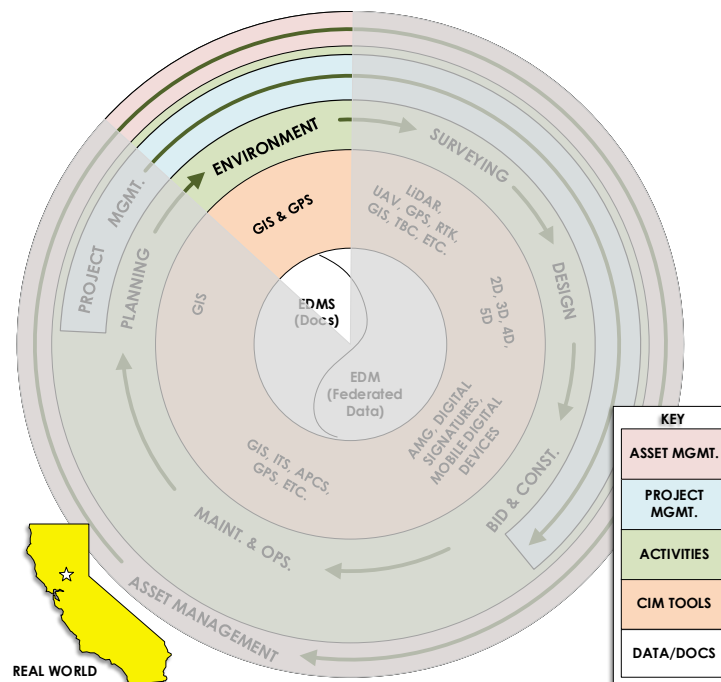 ENVIRONMENT
SURVEYING
DESIGN
BID & CONST.
MAINT. & OPS.
PLANNING
PROJECT MGMT.
ASSET MANAGEMENT
GIS & GPS
LiDAR,
UAV, GPS, RTK,
GIS, TBC, ETC.
2D, 3D, 4D,
5D
AMG, DIGITAL
SIGNATURES,
MOBILE DIGITAL
DEVICES
GIS, ITS, APCS,
GPS, ETC.
GIS
EDMS
(Docs)
EDM
(Federated
Data)
KEY
ASSET MGMT.
PROJECT
MGMT.
ACTIVITIES
CIM TOOLS
DATA/DOCS
REAL WORLD